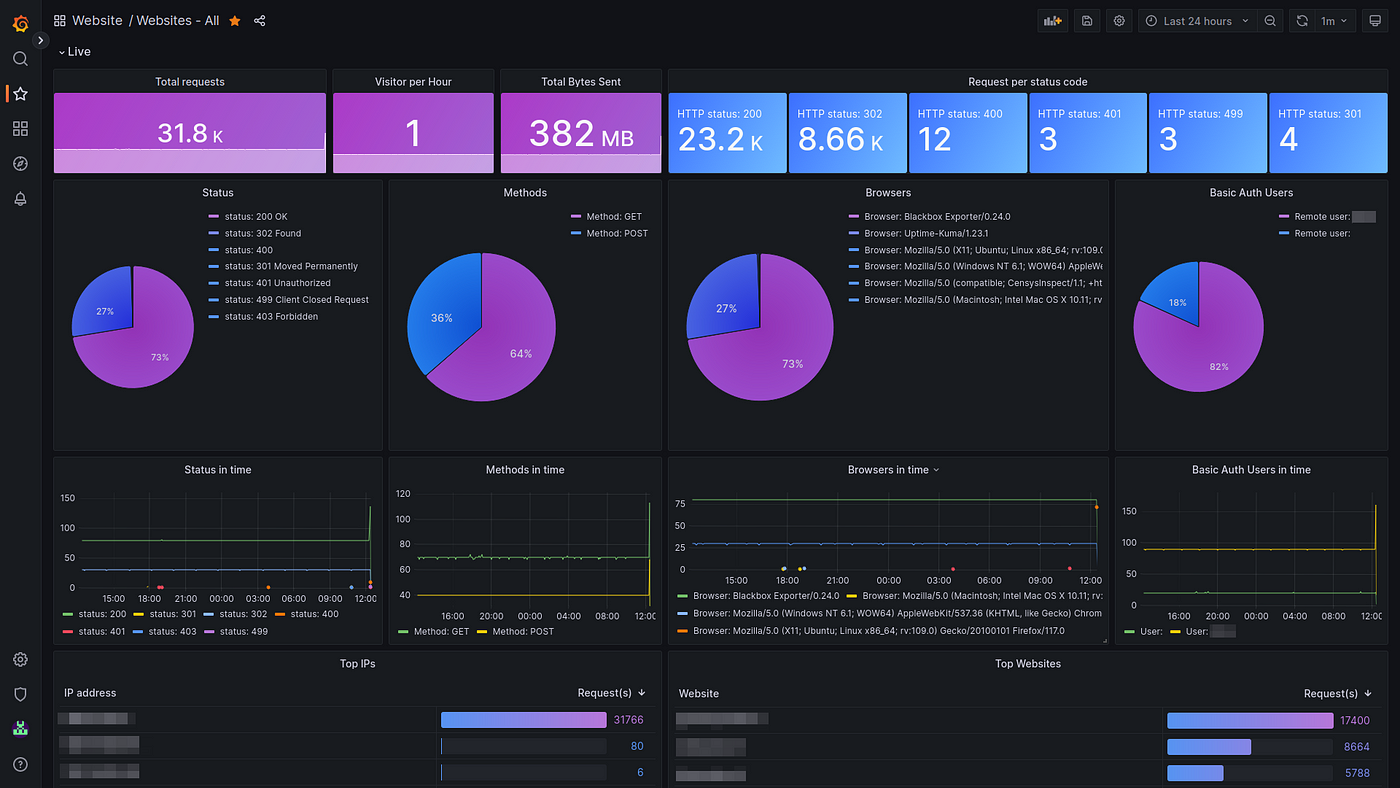 Website / Websites - All
Last 24 hours
1m
Live
Total requests
31.8 K
Visitor per Hour
1
Total Bytes Sent
382 MB
Request per status code
HTTP status: 200
23.2 K
HTTP status: 302
8.66 K
HTTP status: 400
12
HTTP status: 401
3
HTTP status: 499
3
HTTP status: 301
4
Status
27%
73%
status: 200 OK
status: 302 Found
status: 400
status: 301 Moved Permanently
status: 401 Unauthorized
status: 499 Client Closed Request
status: 403 Forbidden
Methods
36%
64%
Method: GET
Method: POST
Browsers
27%
73%
Browser: Blackbox Exporter/0.24.0
Browser: Uptime-Kuma/1.23.1
Browser: Mozilla/5.0 (X11; Ubuntu; Linux x86_64; rv:109.0
Browser: Mozilla/5.0 (Windows NT 6.1; WOW64) AppleWe
Browser: Mozilla/5.0 (compatible; CensysInspect/1.1; +ht
Browser: Mozilla/5.0 (Macintosh; Intel Mac OS X 10.11; rv
Basic Auth Users
18%
82%
Remote user:
Remote user:
Status in time
150
100
50
0
15:00 18:00 21:00 00:00 03:00 06:00 09:00 12:00
status: 200 status: 301 status: 302 status: 400
status: 401 status: 403 status: 499
Methods in time
120
100
80
60
40
16:00 20:00 00:00 04:00 08:00 12:00
Method: GET Method: POST
Browsers in time
75
50
25
0
15:00 18:00 21:00 00:00 03:00 06:00 09:00 12:00
Browser: Blackbox Exporter/0.24.0 Browser: Mozilla/5.0 (Macintosh; Intel Mac OS X 10.11; rv:
Browser: Mozilla/5.0 (Windows NT 6.1; WOW64) AppleWebKit/537.36 (KHTML, like Gecko) Chrom
Browser: Mozilla/5.0 (X11; Ubuntu; Linux x86_64; rv:109.0) Gecko/20100101 Firefox/117.0
Basic Auth Users in time
150
100
50
0
16:00 20:00 00:00 04:00 08:00 12:00
User: User:
Top IPs
IP address Request(s)
31766
80
6
Top Websites
Website Request(s)
17400
8664
5788